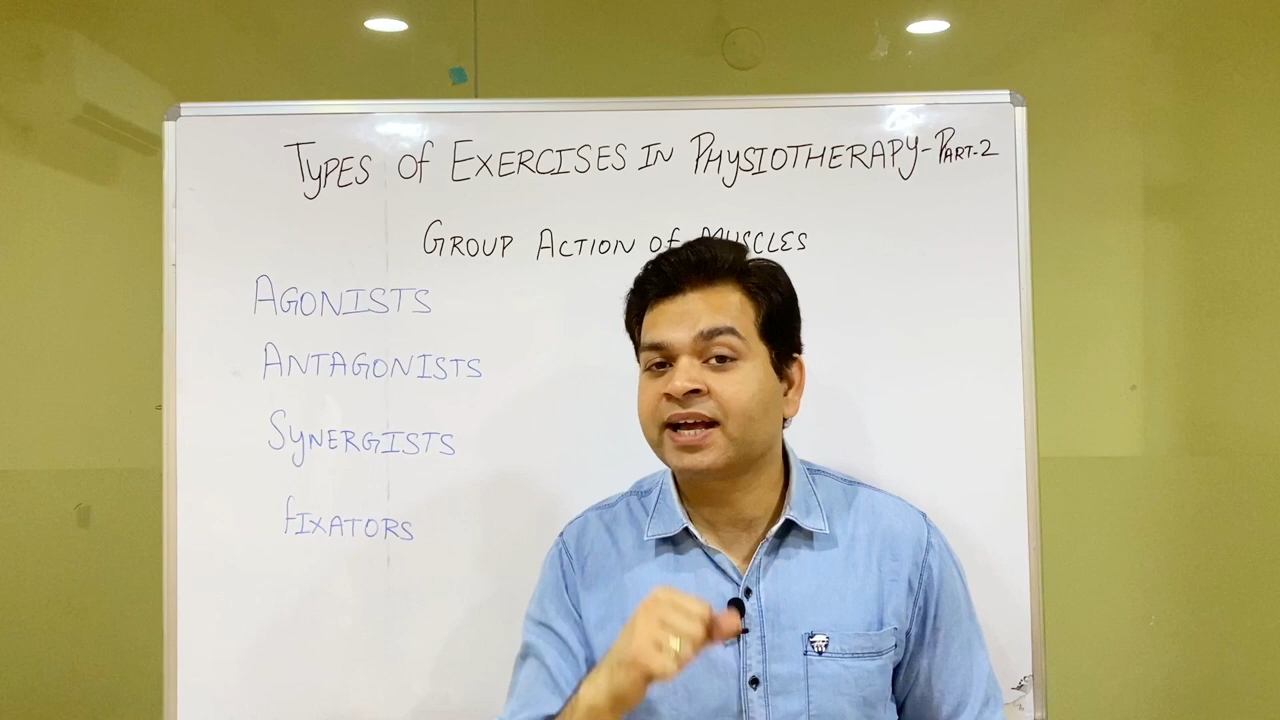 TYPES Of EXERCISES IN PHYSIOTHERAPY-PART-2
GROUP ACTION Of MUSCLES
AGONISTS
ANTAGONISTS
SYNERGISTS
fIXATORS